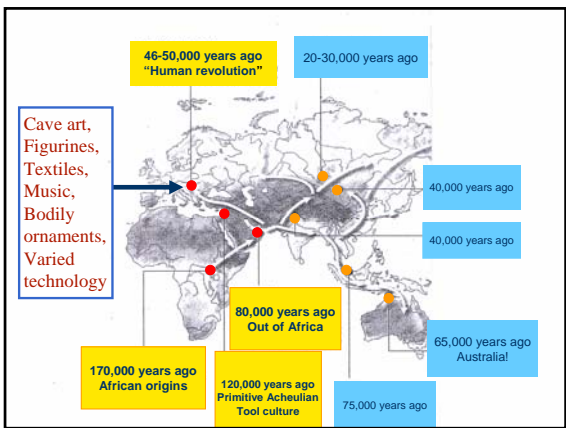 46-50,000 years ago
“Human revolution”
20-30,000 years ago
Cave art,
Figurines,
Textiles,
Music,
Bodily
ornaments,
Varied
technology
40,000 years ago
40,000 years ago
80,000 years ago
Out of Africa
65,000 years ago
Australia!
170,000 years ago
African origins
120,000 years ago
Primitive Acheulian
Tool culture
75,000 years ago